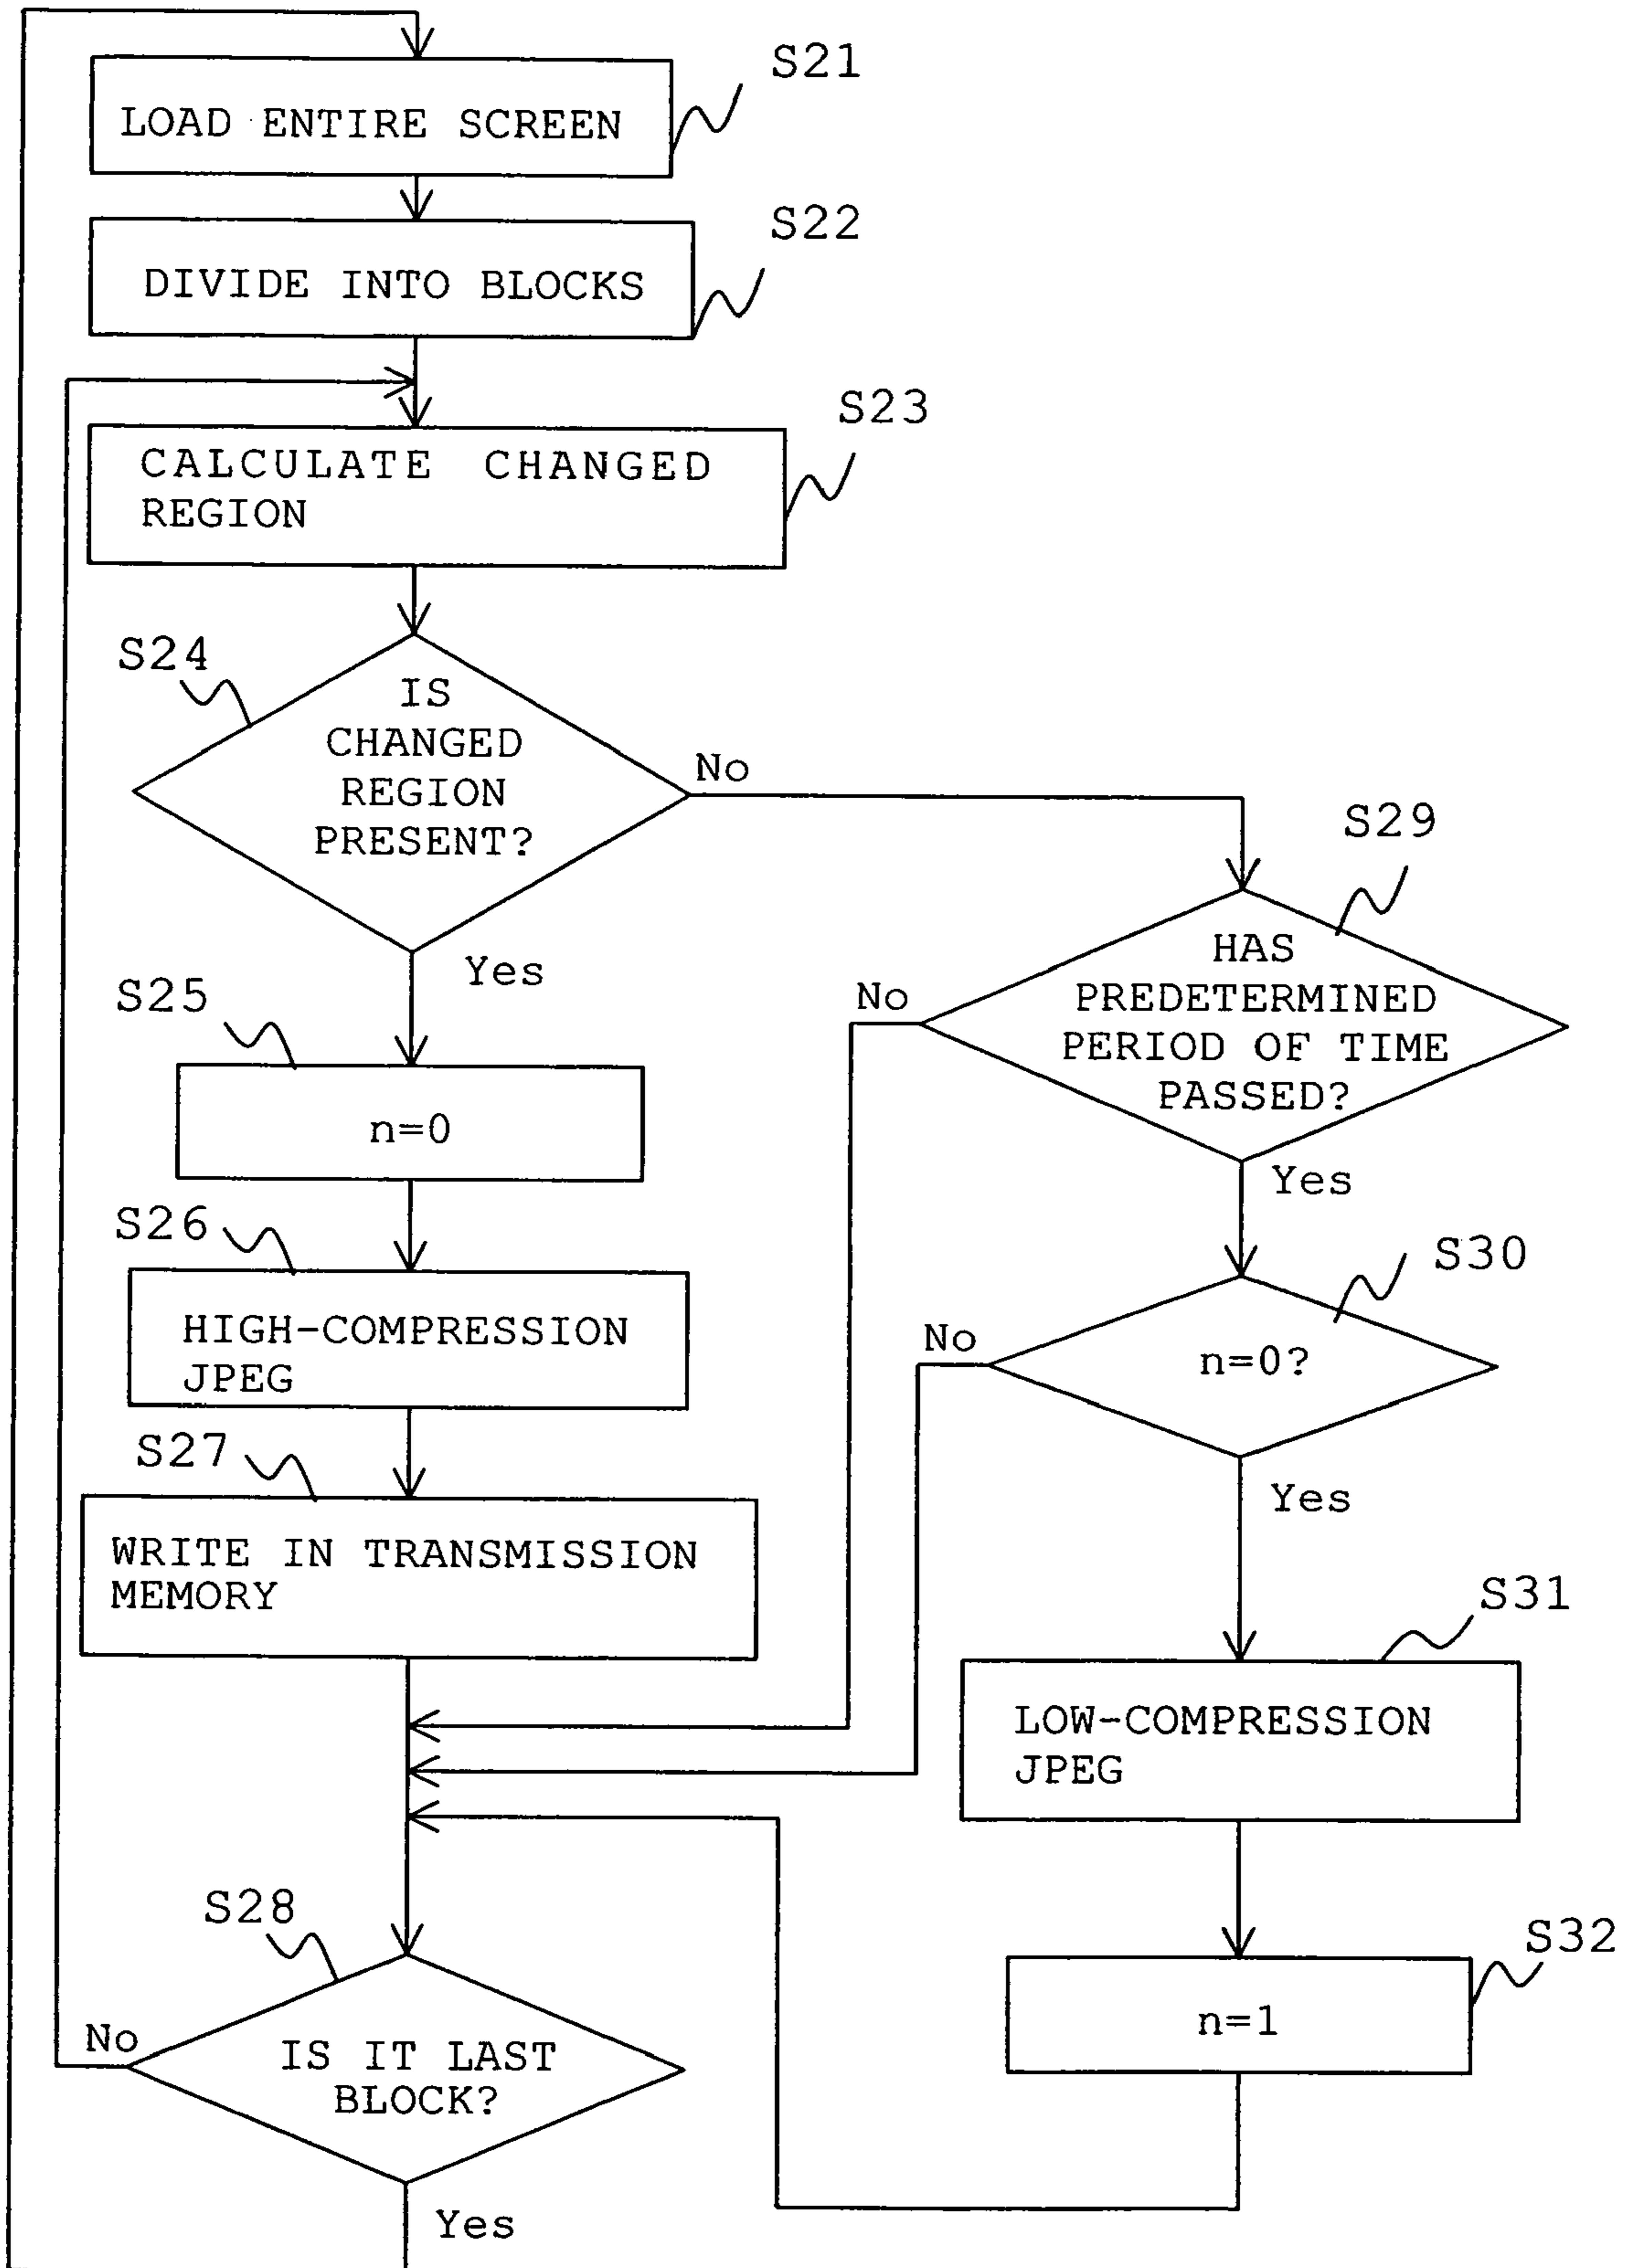 S21
LOAD ENTIRE SCREEN
S22
DIVIDE INTO BLOCKS
S23
CALCULATE CHANGED
REGION
S24
IS
CHANGED
REGION
PRESENT?
No
Yes
S29
HAS
PREDETERMINED
PERIOD OF TIME
PASSED?
No
Yes
S25
n=0
S26
HIGH-COMPRESSION
JPEG
S30
n=0?
No
Yes
S27
WRITE IN TRANSMISSION
MEMORY
S31
LOW-COMPRESSION
JPEG
S28
IS IT LAST
BLOCK?
No
Yes
S32
n=1